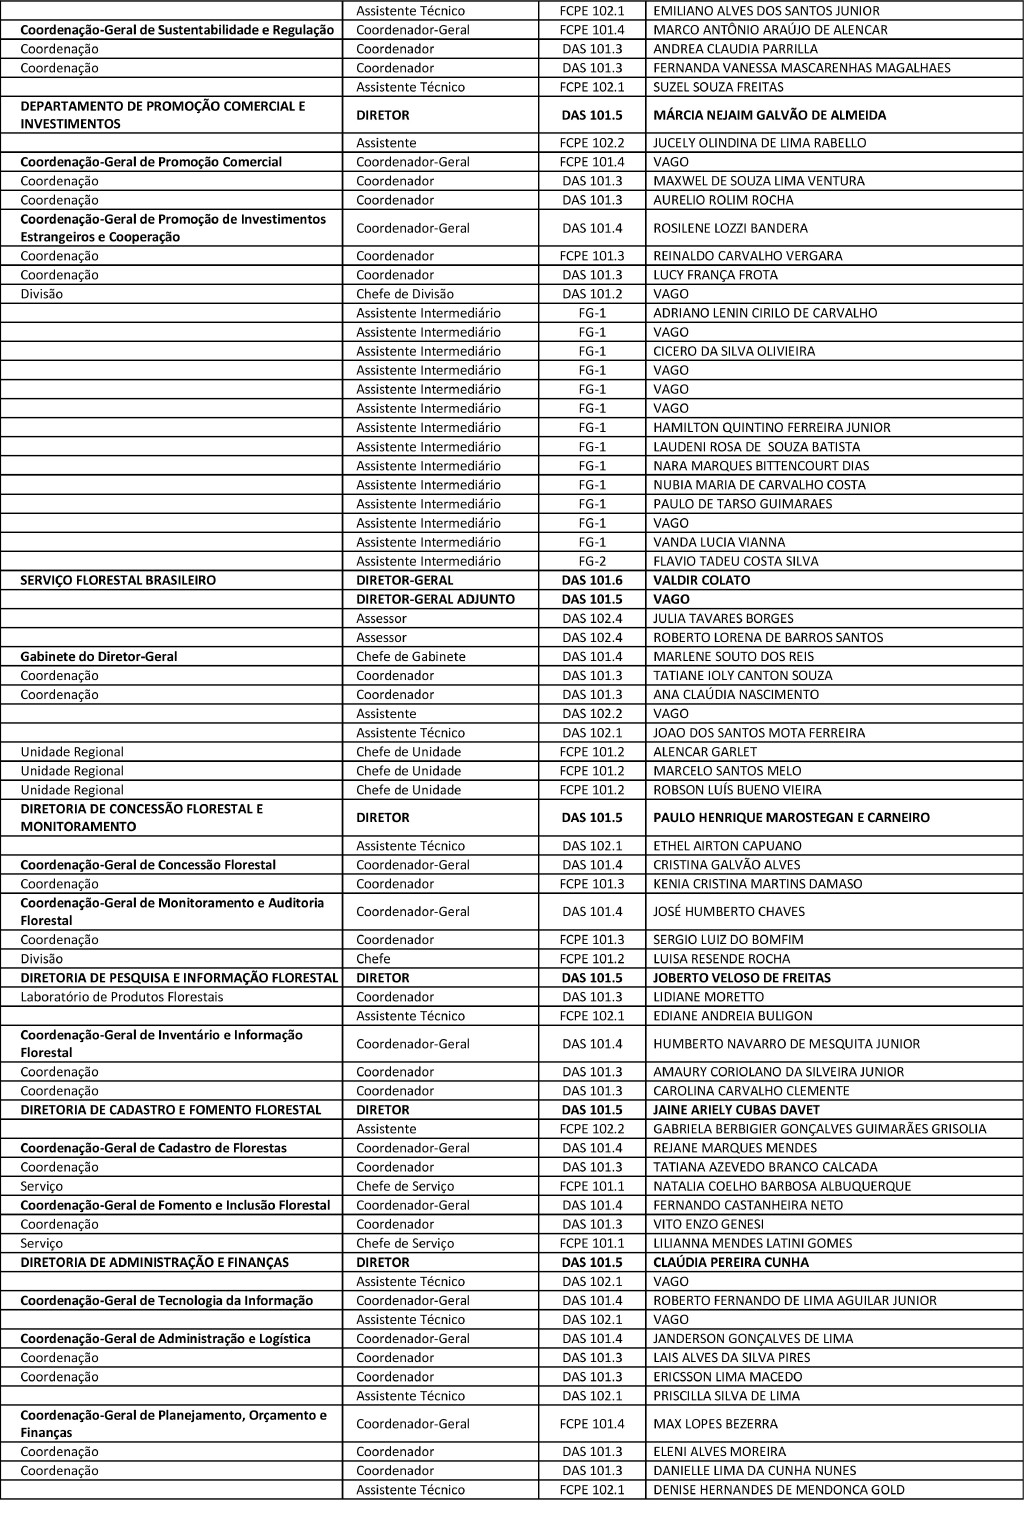 Assistente Técnico FCPE 102.1 EMILIANO ALVES DOS SANTOS JUNIOR
Coordenação-Geral de Sustentabilidade e Regulação Coordenador-Geral FCPE 101.4 MARCO ANTÔNIO ARAÚJO DE ALENCAR
Coordenação Coordenador DAS 101.3 ANDREA CLAUDIA PARRILLA
Coordenação Coordenador DAS 101.3 FERNANDA VANESSA MASCARENHAS MAGALHAES
Assistente Técnico FCPE 102.1 SUZEL SOUZA FREITAS
DEPARTAMENTO DE PROMOÇÃO COMERCIAL E
INVESTIMENTOS DIRETOR DAS 101.5 MÁRCIA NEJAIM GALVÃO DE ALMEIDA
Assistente FCPE 102.2 JUCELY OLINDINA DE LIMA RABELLO
Coordenação-Geral de Promoção Comercial Coordenador-Geral FCPE 101.4 VAGO
Coordenação Coordenador DAS 101.3 MAXWEL DE SOUZA LIMA VENTURA
Coordenação Coordenador DAS 101.3 AURELIO ROLIM ROCHA
Coordenação-Geral de Promoção de Investimentos
Estrangeiros e Cooperação Coordenador-Geral DAS 101.4 ROSILENE LOZZI BANDERA
Coordenação Coordenador FCPE 101.3 REINALDO CARVALHO VERGARA
Coordenação Coordenador DAS 101.3 LUCY FRANÇA FROTA
Divisão Chefe de Divisão DAS 101.2 VAGO
Assistente Intermediário FG-1 ADRIANO LENIN CIRILO DE CARVALHO
Assistente Intermediário FG-1 VAGO
Assistente Intermediário FG-1 CICERO DA SILVA OLIVIEIRA
Assistente Intermediário FG-1 VAGO
Assistente Intermediário FG-1 VAGO
Assistente Intermediário FG-1 VAGO
Assistente Intermediário FG-1 HAMILTON QUINTINO FERREIRA JUNIOR
Assistente Intermediário FG-1 LAUDENI ROSA DE SOUZA BATISTA
Assistente Intermediário FG-1 NARA MARQUES BITTENCOURT DIAS
Assistente Intermediário FG-1 NUBIA MARIA DE CARVALHO COSTA
Assistente Intermediário FG-1 PAULO DE TARSO GUIMARAES
Assistente Intermediário FG-1 VAGO
Assistente Intermediário FG-1 VANDA LUCIA VIANNA
Assistente Intermediário FG-2 FLAVIO TADEU COSTA SILVA
SERVIÇO FLORESTAL BRASILEIRO DIRETOR-GERAL DAS 101.6 VALDIR COLATO
DIRETOR-GERAL ADJUNTO DAS 101.5 VAGO
Assessor DAS 102.4 JULIA TAVARES BORGES
Assessor DAS 102.4 ROBERTO LORENA DE BARROS SANTOS
Gabinete do Diretor-Geral Chefe de Gabinete DAS 101.4 MARLENE SOUTO DOS REIS
Coordenação Coordenador DAS 101.3 TATIANE IOLY CANTON SOUZA
Coordenação Coordenador DAS 101.3 ANA CLAÚDIA NASCIMENTO
Assistente DAS 102.2 VAGO
Assistente Técnico DAS 102.1 JOAO DOS SANTOS MOTA FERREIRA
Unidade Regional Chefe de Unidade FCPE 101.2 ALENCAR GARLET
Unidade Regional Chefe de Unidade FCPE 101.2 MARCELO SANTOS MELO
Unidade Regional Chefe de Unidade FCPE 101.2 ROBSON LUÍS BUENO VIEIRA
DIRETORIA DE CONCESSÃO FLORESTAL E
MONITORAMENTO DIRETOR DAS 101.5 PAULO HENRIQUE MAROSTEGAN E CARNEIRO
Assistente Técnico DAS 102.1 ETHEL AIRTON CAPUANO
Coordenação-Geral de Concessão Florestal Coordenador-Geral DAS 101.4 CRISTINA GALVÃO ALVES
Coordenação Coordenador FCPE 101.3 KENIA CRISTINA MARTINS DAMASO
Coordenação-Geral de Monitoramento e Auditoria
Florestal Coordenador-Geral DAS 101.4 JOSÉ HUMBERTO CHAVES
Coordenação Coordenador FCPE 101.3 SERGIO LUIZ DO BOMFIM
Divisão Chefe FCPE 101.2 LUISA RESENDE ROCHA
DIRETORIA DE PESQUISA E INFORMAÇÃO FLORESTAL DIRETOR DAS 101.5 JOBERTO VELOSO DE FREITAS
Laboratório de Produtos Florestais Coordenador DAS 101.3 LIDIANE MORETTO
Assistente Técnico FCPE 102.1 EDIANE ANDREIA BULIGON
Coordenação-Geral de Inventário e Informação
Florestal Coordenador-Geral DAS 101.4 HUMBERTO NAVARRO DE MESQUITA JUNIOR
Coordenação Coordenador DAS 101.3 AMAURY CORIOLANO DA SILVEIRA JUNIOR
Coordenação Coordenador DAS 101.3 CAROLINA CARVALHO CLEMENTE
DIRETORIA DE CADASTRO E FOMENTO FLORESTAL DIRETOR DAS 101.5 JAINE ARIELY CUBAS DAVET
Assistente FCPE 102.2 GABRIELA BERBIGIER GONÇALVES GUIMARÃES GRISOLIA
Coordenação-Geral de Cadastro de Florestas Coordenador-Geral DAS 101.4 REJANE MARQUES MENDES
Coordenação Coordenador DAS 101.3 TATIANA AZEVEDO BRANCO CALCADA
Serviço Chefe de Serviço FCPE 101.1 NATALIA COELHO BARBOSA ALBUQUERQUE
Coordenação-Geral de Fomento e Inclusão Florestal Coordenador-Geral DAS 101.4 FERNANDO CASTANHEIRA NETO
Coordenação Coordenador DAS 101.3 VITO ENZO GENESI
Serviço Chefe de Serviço FCPE 101.1 LILIANNA MENDES LATINI GOMES
DIRETORIA DE ADMINISTRAÇÃO E FINANÇAS DIRETOR DAS 101.5 CLAÚDIA PEREIRA CUNHA
Assistente Técnico DAS 102.1 VAGO
Coordenação-Geral de Tecnologia da Informação Coordenador-Geral DAS 101.4 ROBERTO FERNANDO DE LIMA AGUILAR JUNIOR
Assistente Técnico DAS 102.1 VAGO
Coordenação-Geral de Administração e Logística Coordenador-Geral DAS 101.4 JANDERSON GONÇALVES DE LIMA
Coordenação Coordenador DAS 101.3 LAIS ALVES DA SILVA PIRES
Coordenação Coordenador DAS 101.3 ERICSSON LIMA MACEDO
Assistente Técnico DAS 102.1 PRISCILLA SILVA DE LIMA
Coordenação-Geral de Planejamento, Orçamento e
Finanças Coordenador-Geral FCPE 101.4 MAX LOPES BEZERRA
Coordenação Coordenador DAS 101.3 ELENI ALVES MOREIRA
Coordenação Coordenador DAS 101.3 DANIELLE LIMA DA CUNHA NUNES
Assistente Técnico FCPE 102.1 DENISE HERNANDES DE MENDONCA GOLD